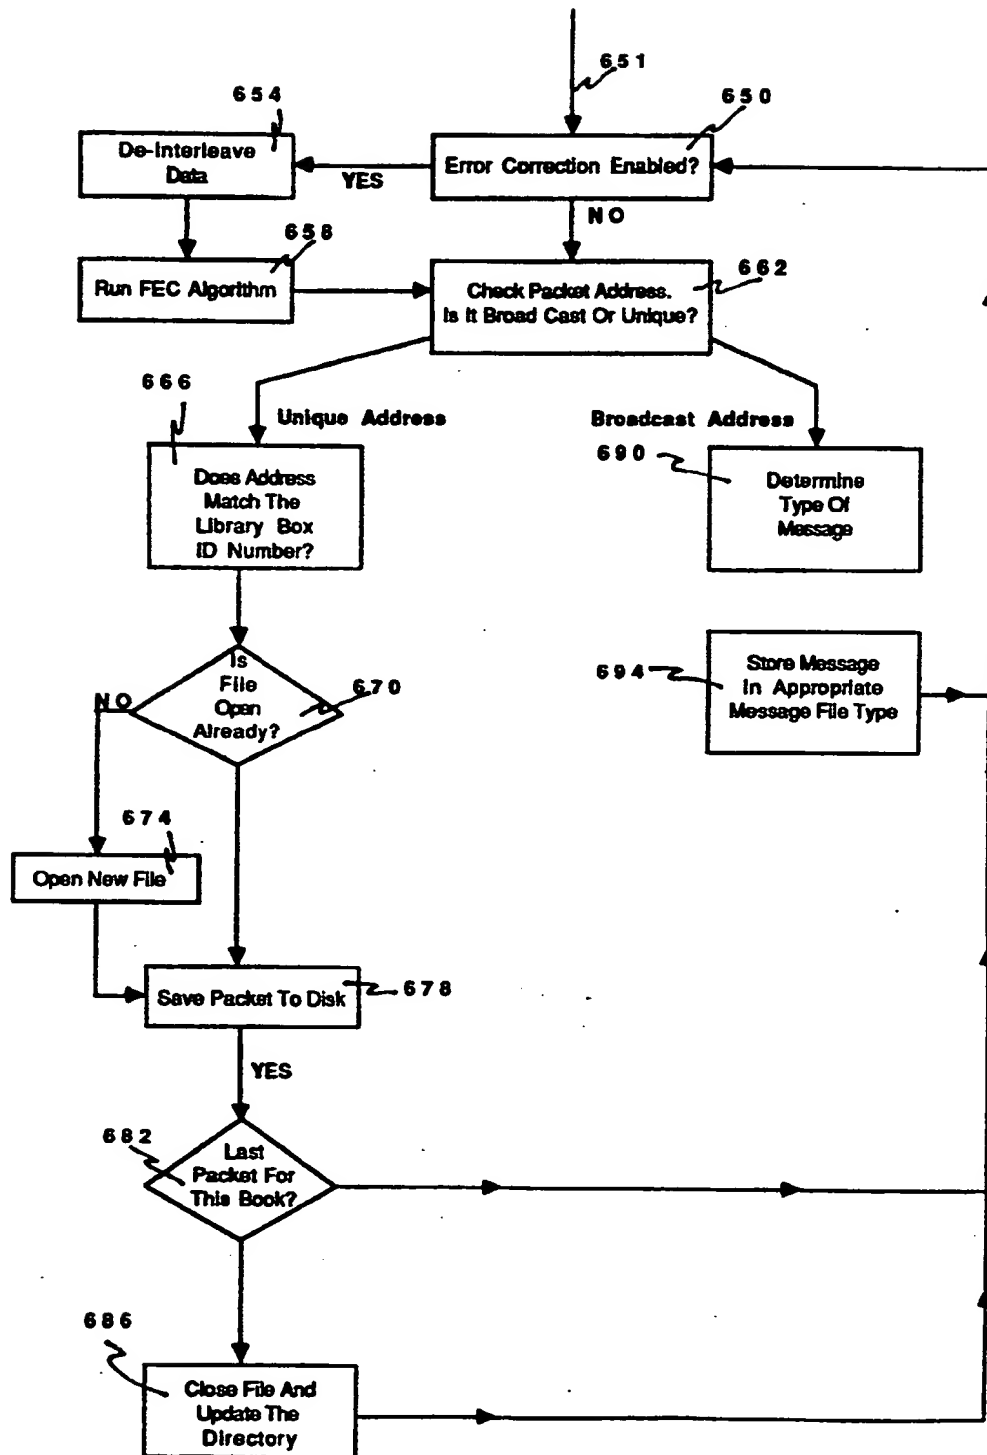 651
654
650
De-Interleave
Data
YES
Error Correction Enabled?
NO
658
662
Run FEC Algorithm
Check Packet Address.
Is It Broad Cast Or Unique?
666
Unique Address
Broadcast Address
690
Does Address
Match The
Library Box
ID Number?
Determine
Type Of
Message
Is
File
Open
Already?
670
NO
694
Store Message
In Appropriate
Message File Type
674
Open New File
Save Packet To Disk
678
YES
682
Last
Packet For
This Book?
686
Close File And
Update The
Directory